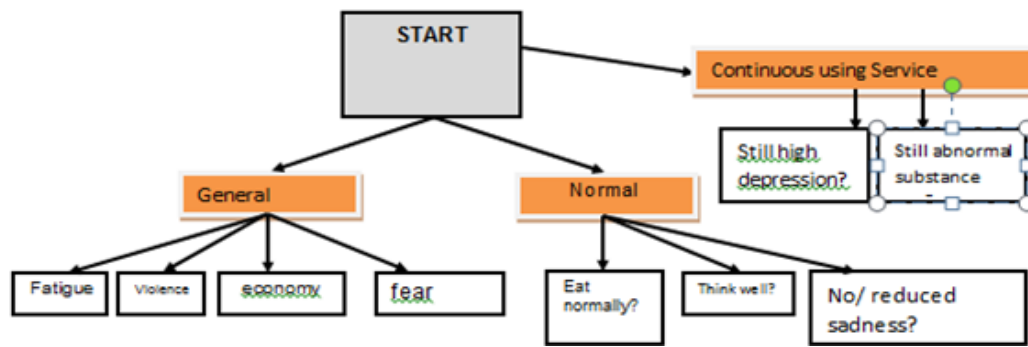 START
Continuous using Service
Still high
depression?
Still abnormal
substance
General
Normal
Fatigue
Violence
economy
fear
Eat
normally?
Think well?
No/ reduced
sadness?